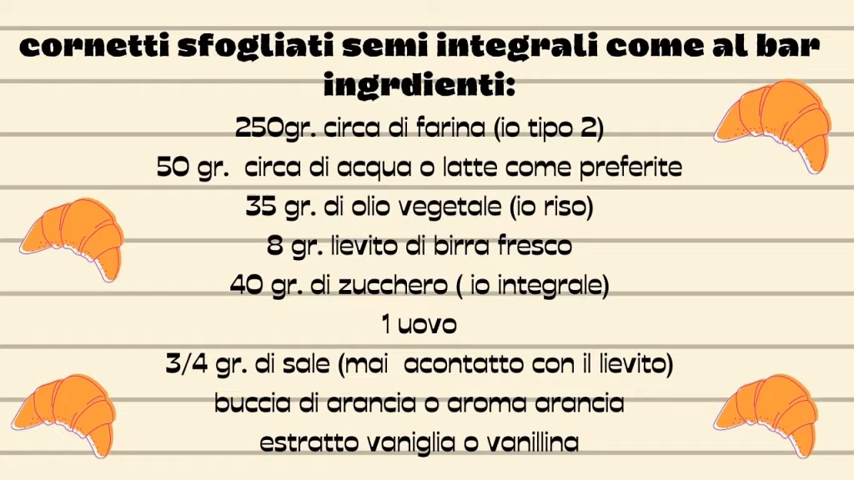 cornetti sfogliati semi integrali come al bar
ingrdienti:
250gr. circa di farina (io tipo 2)
50 gr. circa di acqua o latte come preferite
35 gr. di olio vegetale (io riso)
8 gr. lievito di birra fresco
40 gr. di zucchero ( io integrale)
1 uovo
3/4 gr. di sale (mai acontatto con il lievito)
buccia di arancia o aroma arancia
estratto vaniglia o vanillina